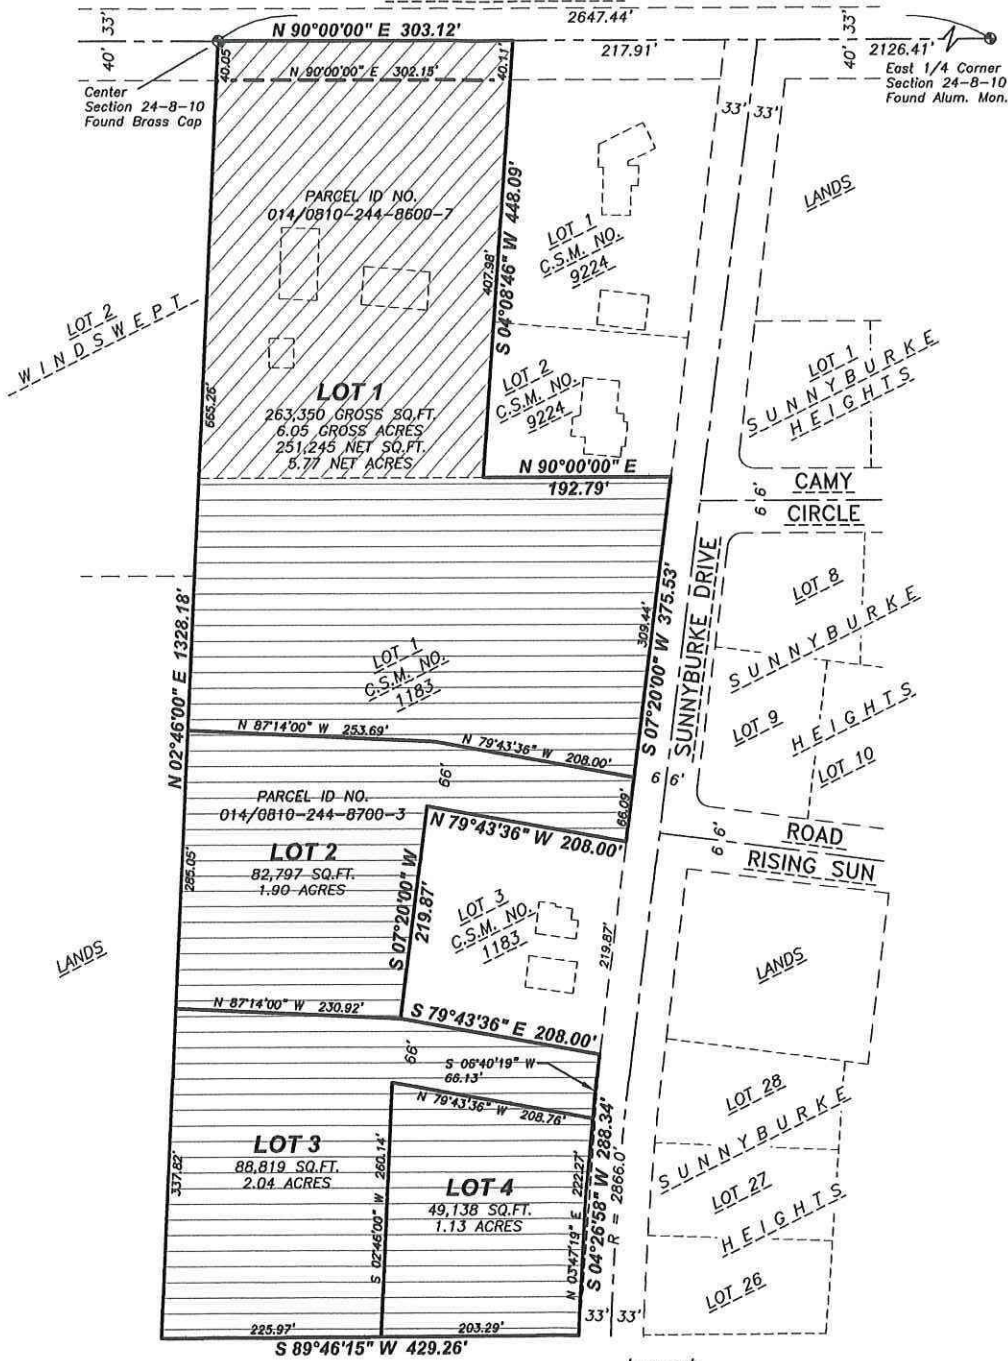 2647.44'
33'
33'
N 90°00'00" E 303.12'
40'
217.91'
40'
2126.41'
40.05'
N 90°00'00" E 302.15'
40.11'
Center
Section 24-8-10
Found Brass Cap
East 1/4 Corner
Section 24-8-10
Found Alum. Mon.
33'
33'
PARCEL ID NO.
014/0810-244-8600-7
LANDS
S 04°08'46" W 448.09'
407.98'
LOT 1
C.S.M. NO.
9224
LOT 2
WINDSWEPT
665.26'
LOT 1
263,350 GROSS SQ.FT.
6.05 GROSS ACRES
251,245 NET SQ.FT.
5.77 NET ACRES
LOT 2
C.S.M. NO.
9224
LOT 1
SUNNYBURKE
HEIGHTS
N 90°00'00" E
192.79'
CAMY
66'
CIRCLE
N 02°46'00" E 1328.18'
309.44'
S 07°20'00" W 375.53'
SUNNYBURKE DRIVE
LOT 8
SUNNYBURKE
LOT 1
C.S.M. NO.
1183
LOT 9
HEIGHTS
LOT 10
N 87°14'00" W 253.69'
N 79°43'36" W 208.00'
66'
66'
66.09'
PARCEL ID NO.
014/0810-244-8700-3
N 79°43'36" W 208.00'
66'
ROAD
RISING SUN
LOT 2
82,797 SQ.FT.
1.90 ACRES
285.05'
S 07°20'00" W
219.87'
LOT 3
C.S.M. NO.
1183
219.87'
LANDS
LANDS
N 87°14'00" W 230.92'
S 79°43'36" E 208.00'
66'
S 06°40'19" W
66.13'
N 79°43'36" W 208.76'
LOT 28
SUNNYBURKE
LOT 27
HEIGHTS
LOT 26
LOT 3
88,819 SQ.FT.
2.04 ACRES
337.82'
S 02°46'00" W 260.14'
LOT 4
49,138 SQ.FT.
1.13 ACRES
N 03°47'19" E 222.27'
S 04°26'58" W 288.34'
R = 2866.0'
33'
33'
225.97'
203.29'
S 89°46'15" W 429.26'